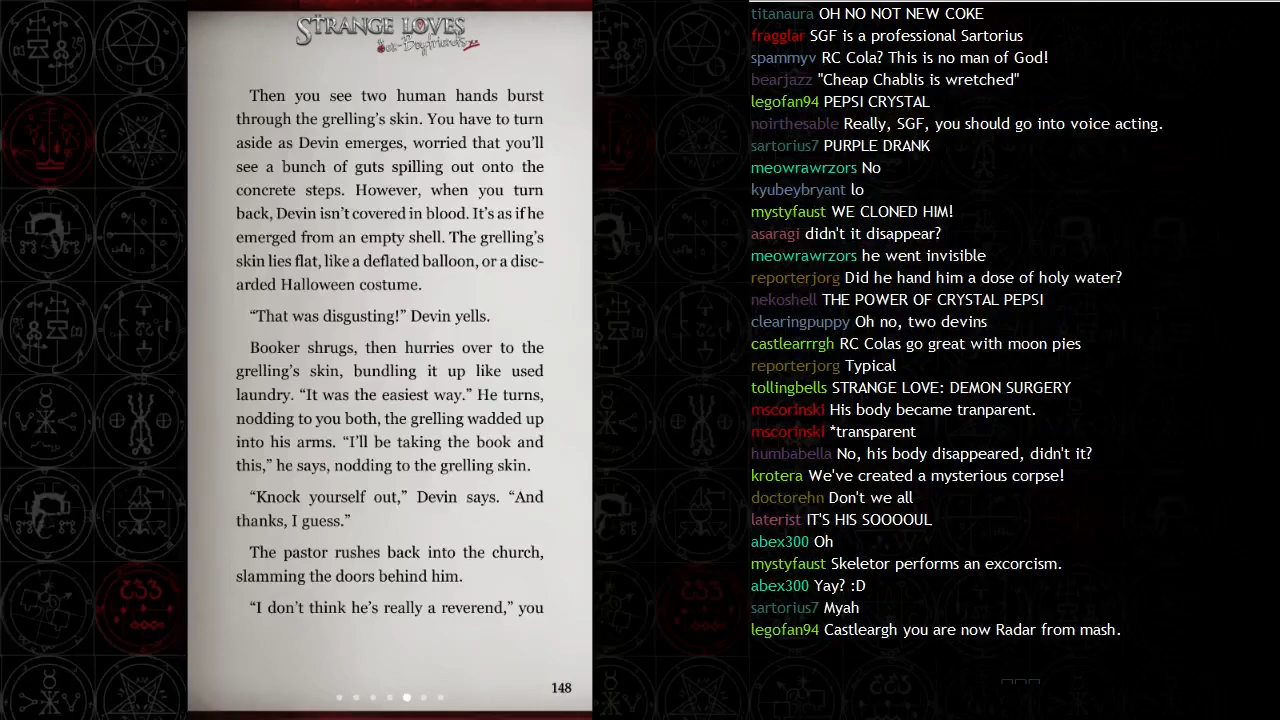 STRANGE LOVES
Vox-Boyfriends
Then you see two human hands burst
through the grelling’s skin. You have to turn
aside as Devin emerges, worried that you’ll
see a bunch of guts spilling out onto the
concrete steps. However, when you turn
back, Devin isn’t covered in blood. It’s as if he
emerged from an empty shell. The grelling’s
skin lies flat, like a deflated balloon, or a disc-
arded Halloween costume.
“That was disgusting!” Devin yells.
Booker shrugs, then hurries over to the
grelling’s skin, bundling it up like used
laundry. “It was the easiest way.” He turns,
nodding to you both, the grelling wadded up
into his arms. “I’ll be taking the book and
this,” he says, nodding to the grelling skin.
“Knock yourself out,” Devin says. “And
thanks, I guess.”
The pastor rushes back into the church,
slamming the doors behind him.
“I don’t think he’s really a reverend,” you
148
titanaura OH NO NOT NEW COKE
fragglar SGF is a professional Sartorius
spammyv RC Cola? This is no man of God!
bearjazz "Cheap Chablis is wretched"
legofan94 PEPSI CRYSTAL
noirthesable Really, SGF, you should go into voice acting.
sartorius7 PURPLE DRANK
meowrawrzors No
kyubeybryant lo
mystyfaust WE CLONED HIM!
asaragi didn't it disappear?
meowrawrzors he went invisible
reporterjorg Did he hand him a dose of holy water?
nekoshell THE POWER OF CRYSTAL PEPSI
clearingpuppy Oh no, two devins
castlearrrgh RC Colas go great with moon pies
reporterjorg Typical
tollingbells STRANGE LOVE: DEMON SURGERY
mscorinski His body became tranparent.
mscorinski *transparent
humbabella No, his body disappeared, didn't it?
krotera We've created a mysterious corpse!
doctorehn Don't we all
laterist IT'S HIS SOOOOUL
abex300 Oh
mystyfaust Skeletor performs an excorcism.
abex300 Yay? :D
sartorius7 Myah
legofan94 Castleargh you are now Radar from mash.